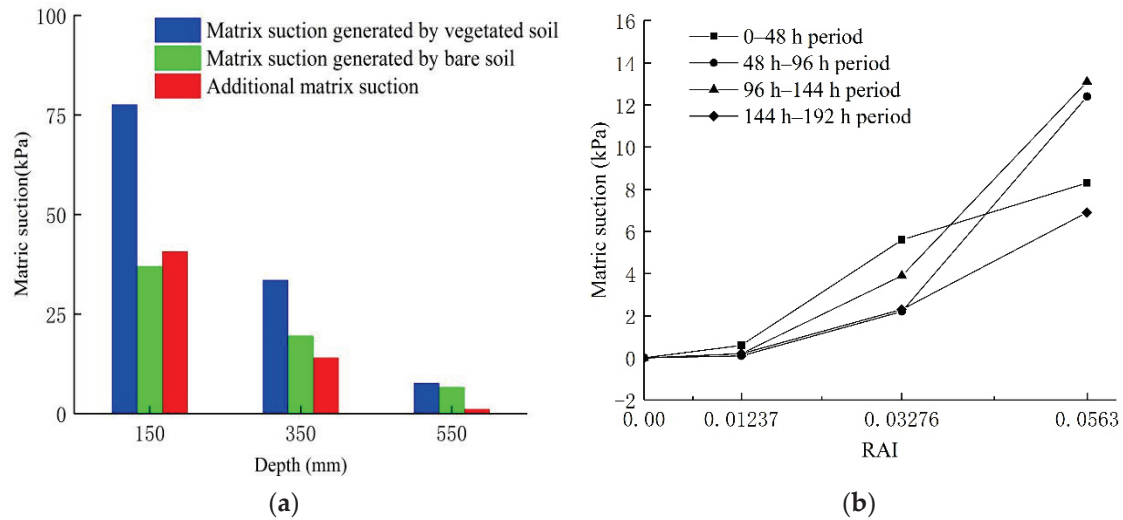 100
75
50
25
0
Matrix suction(kPa)
Matrix suction generated by vegetated soil
Matrix suction generated by bare soil
Additional matrix suction
150
350
550
Depth (mm)
(a)
16
14
12
10
8
6
4
2
0
-2
Matric suction (kPa)
0–48 h period
48 h–96 h period
96 h–144 h period
144 h–192 h period
0.00
0.01237
0.03276
0.0563
RAI
(b)